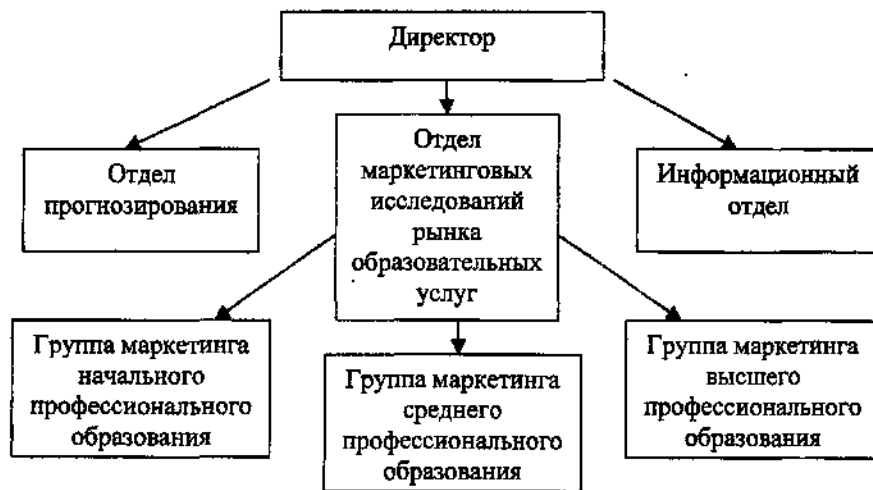 Директор
Отдел
прогнозирования
Отдел
маркетинговых
исследований
рынка
образовательных
услуг
Информационный
отдел
Группа маркетинга
начального
профессионального
образования
Группа маркетинга
среднего
профессионального
образования
Группа маркетинга
высшего
профессионального
образования